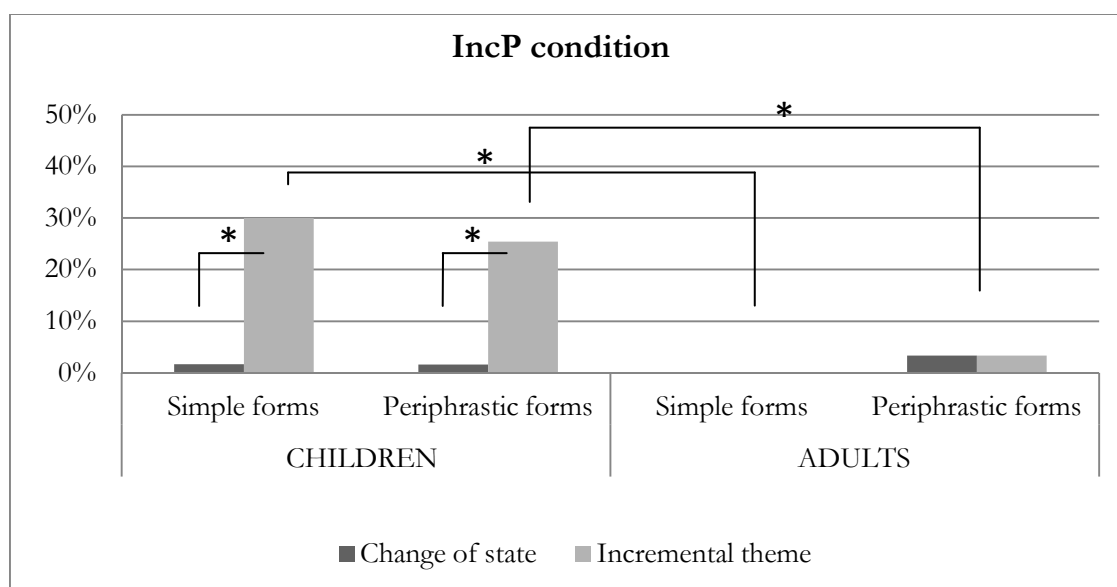 IncP condition
50%
40%
30%
20%
10%
0%
*
*
*
*
Simple forms Periphrastic forms Simple forms Periphrastic forms
CHILDREN ADULTS
Change of state Incremental theme